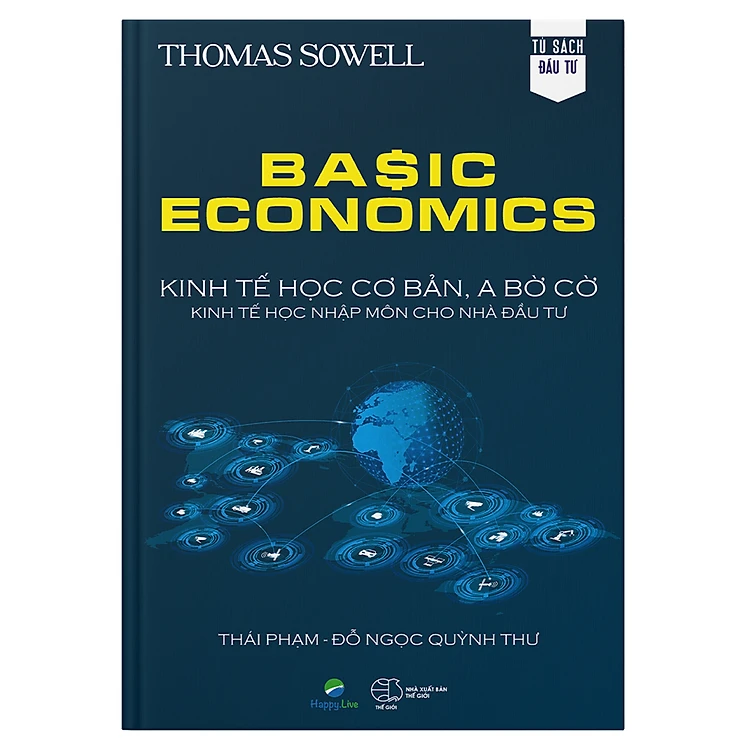 THOMAS SOWELL
TỦ SÁCH
ĐẦU TƯ
BA$IC
ECONOMICS
KINH TẾ HỌC CƠ BẢN, A BỜ CỜ
KINH TẾ HỌC NHẬP MÔN CHO NHÀ ĐẦU TƯ
THÁI PHẠM - ĐỖ NGỌC QUỲNH THƯ
Happy.Live
THẾ GIỚI
NHÀ XUẤT BẢN
THẾ GIỚI